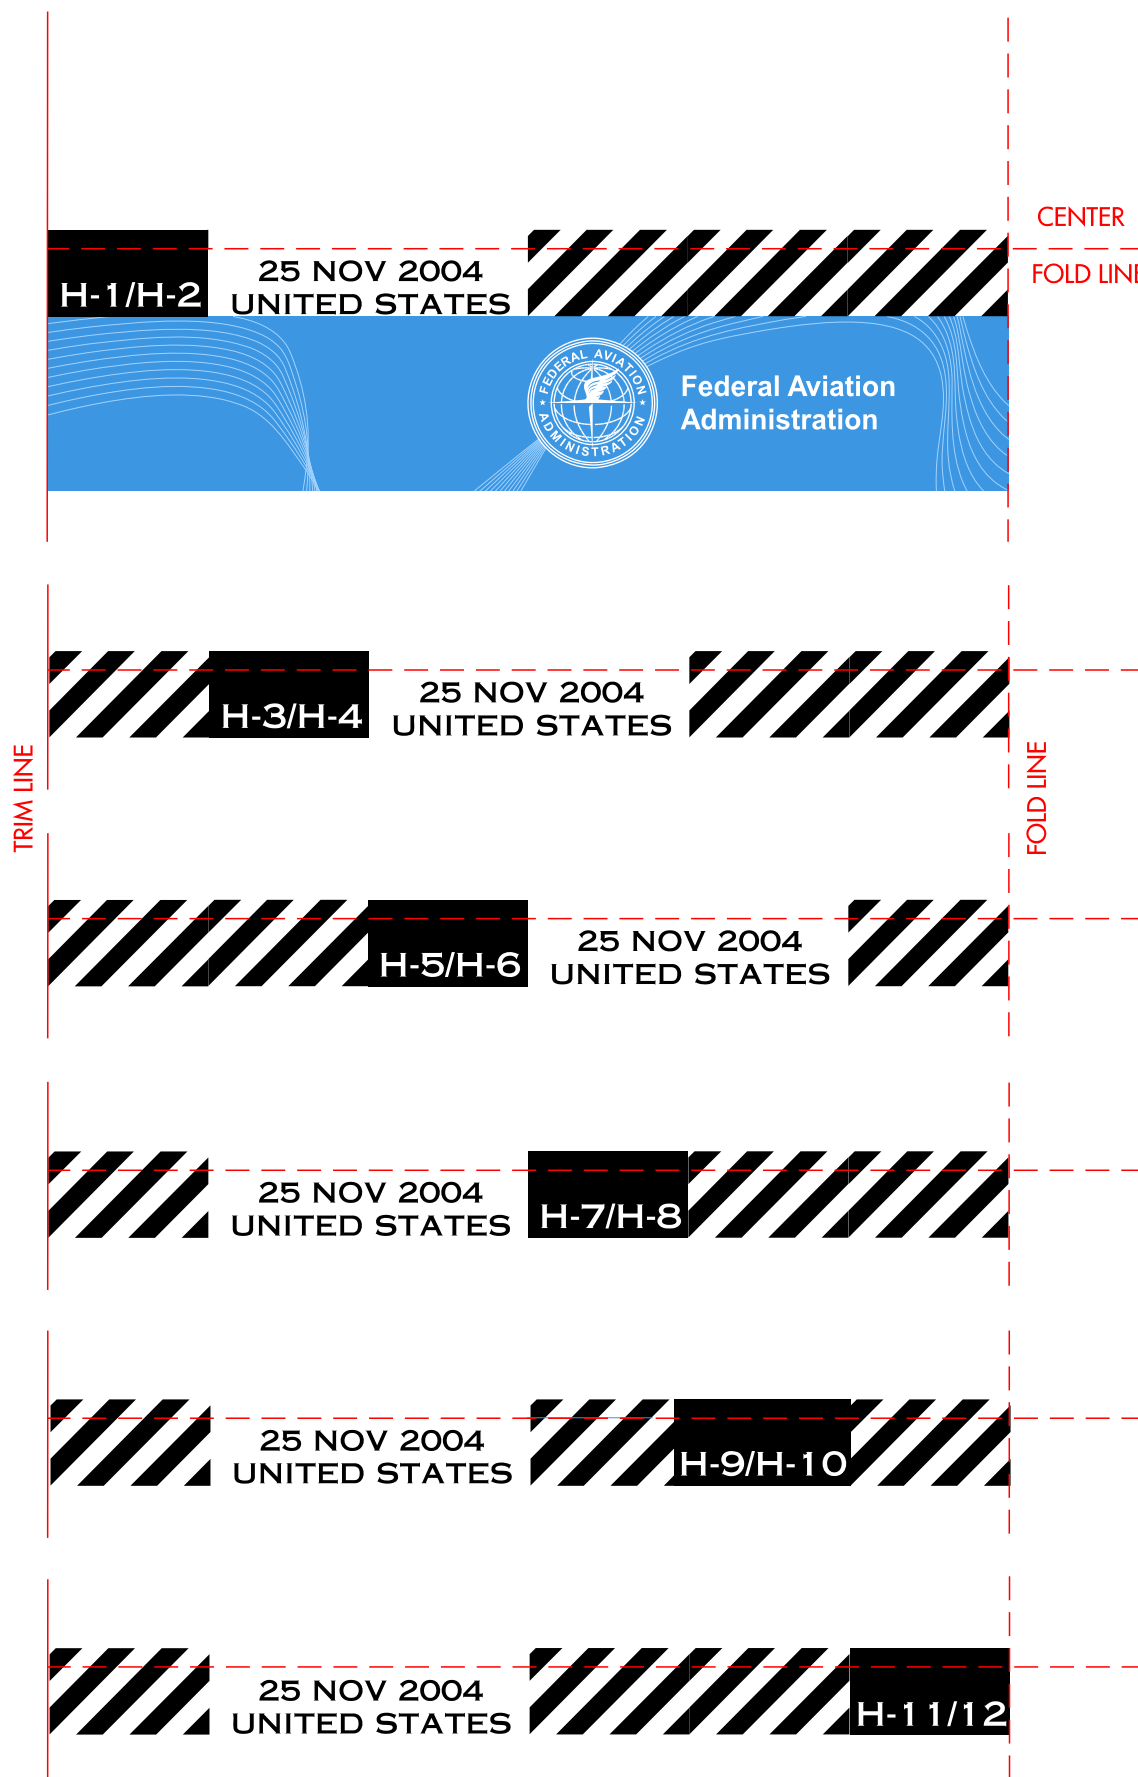 CENTER
FOLD LINE
25 NOV 2004
H-1/H-2
UNITED STATES
FEDERAL AVIATION
ADMINISTRATION
Federal Aviation
Administration
25 NOV 2004
H-3/H-4
UNITED STATES
TRIM LINE
FOLD LINE
25 NOV 2004
H-5/H-6
UNITED STATES
25 NOV 2004
UNITED STATES
H-7/H-8
25 NOV 2004
UNITED STATES
H-9/H-10
25 NOV 2004
UNITED STATES
H-11/12